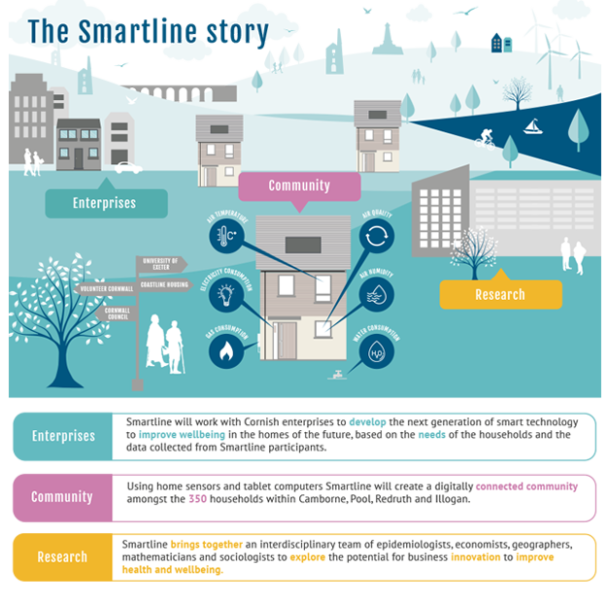 The Smartline story
Enterprises
Community
Research
AIR TEMPERATURE
AIR QUALITY
ELECTRICITY CONSUMPTION
AIR HUMIDITY
GAS CONSUMPTION
WATER CONSUMPTION
C°
H₂O
UNIVERSITY OF
EXETER
VOLUNTEER CORNWALL
COASTLINE HOUSING
CORNWALL
COUNCIL
Enterprises
Smartline will work with Cornish enterprises to develop the next generation of smart technology
to improve wellbeing in the homes of the future, based on the needs of the households and the
data collected from Smartline participants.
Community
Using home sensors and tablet computers Smartline will create a digitally connected community
amongst the 350 households within Camborne, Pool, Redruth and Illogan.
Research
Smartline brings together an interdisciplinary team of epidemiologists, economists, geographers,
mathematicians and sociologists to explore the potential for business innovation to improve
health and wellbeing.